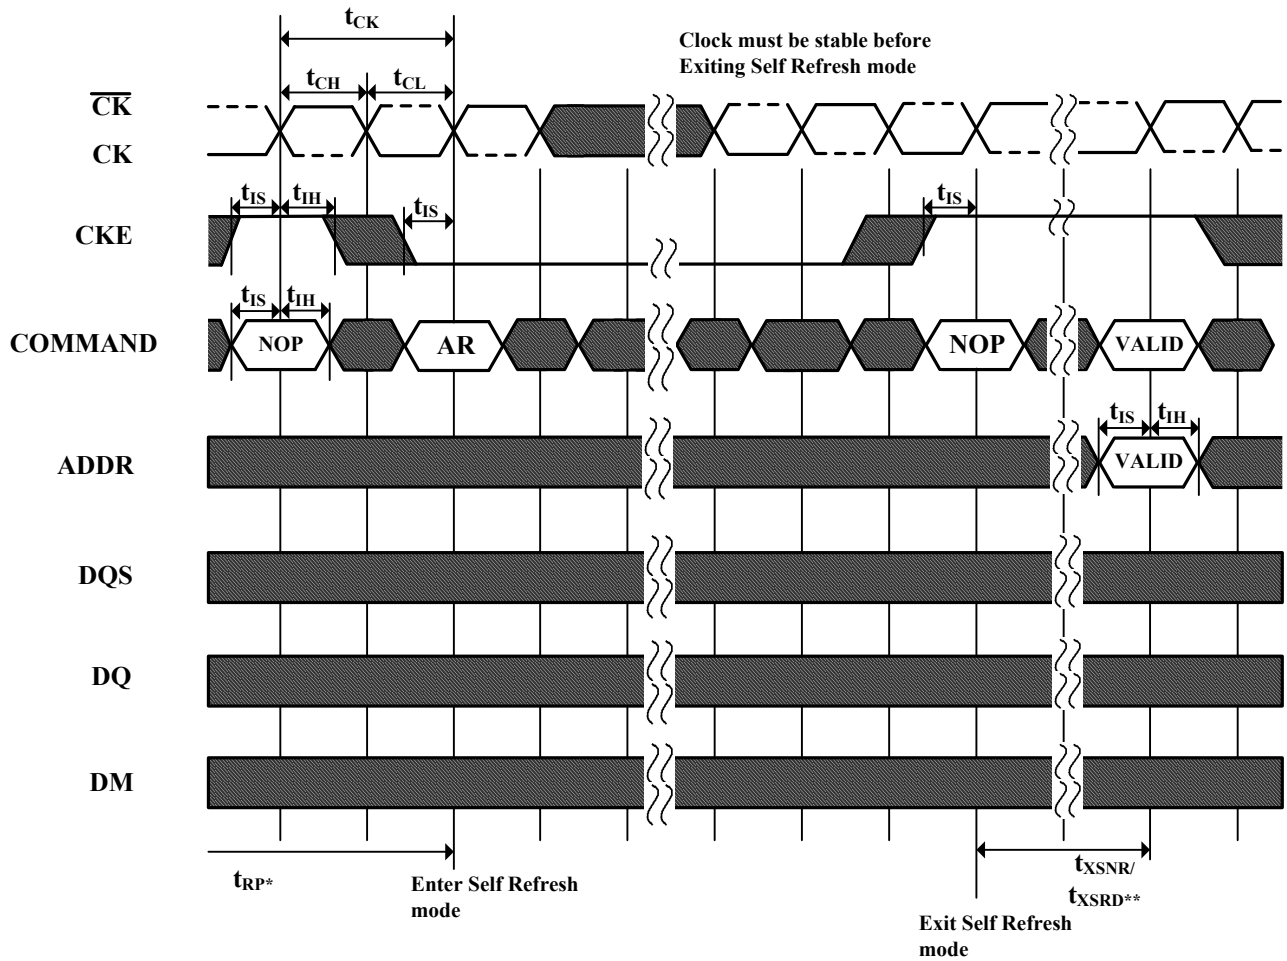 tCK
Clock must be stable before
Exiting Self Refresh mode
tCH
tCL
CK
CK
tIS
tIH
tIS
tIS
CKE
tIS
tIH
COMMAND
NOP
AR
NOP
VALID
tIS
tIH
ADDR
VALID
DQS
DQ
DM
tRP*
Enter Self Refresh
mode
tXSNR/
tXSRD**
Exit Self Refresh
mode